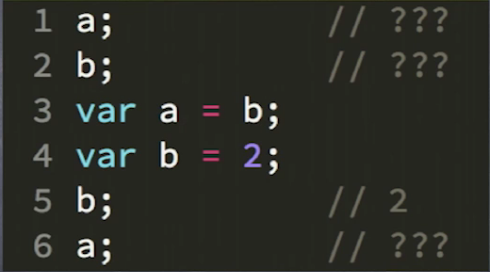 1 a; // ???
2 b; // ???
3 var a = b;
4 var b = 2;
5 b; // 2
6 a; // ???